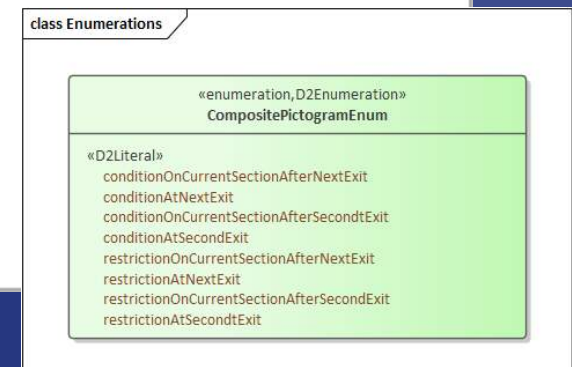 class Enumerations
«enumeration,D2Enumeration»
CompositePictogramEnum
«D2Literal»
conditionOnCurrentSectionAfterNextExit
conditionAtNextExit
conditionOnCurrentSectionAfterSecondtExit
conditionAtSecondExit
restrictionOnCurrentSectionAfterNextExit
restrictionAtNextExit
restrictionOnCurrentSectionAfterSecondExit
restrictionAtSecondtExit